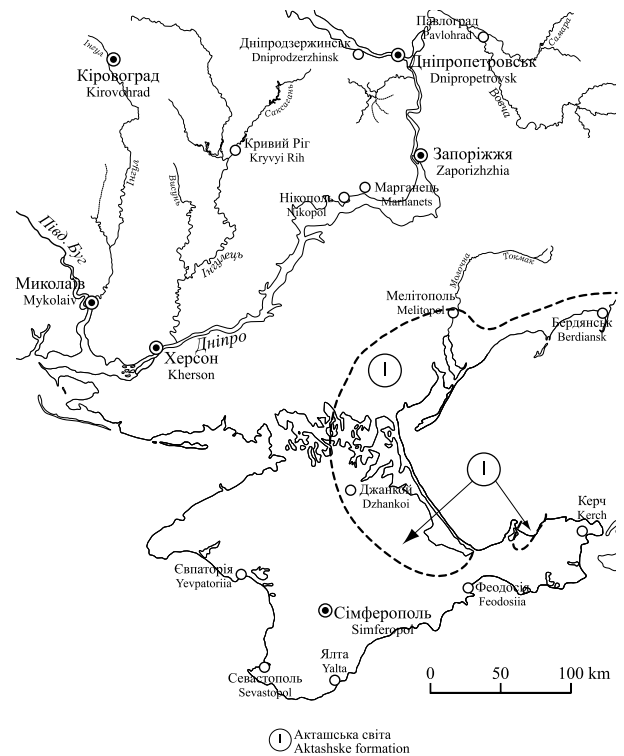 Павлоград
Pavlohrad
Самара
Інгул
Дніпродзержинськ
Dniprodzerzhinsk
Дніпропетровськ
Dnipropetrovsk
Кіровоград
Kirovohrad
Саксагань
Вовча
Кривий Ріг
Kryvyi Rih
Запоріжжя
Zaporizhzhia
Інгул
Висунь
Марганець
Marhanets
Нікополь
Nikopol
Півд. Буг
Інгулець
Молочна
Токмак
Миколаїв
Mykolaiv
Мелітополь
Melitopol
Бердянськ
Berdiansk
Дніпро
Херсон
Kherson
I
I
Джанкой
Dzhankoi
Керч
Kerch
Євпаторія
Yevpatoriia
Феодосія
Feodosiia
Сімферополь
Simferopol
Ялта
Yalta
Севастополь
Sevastopol
0 50 100 km
I Акташська світа
Aktashske formation